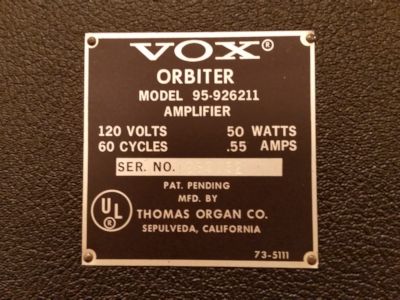 VOX®
ORBITER
MODEL 95-926211
AMPLIFIER
120 VOLTS 50 WATTS
60 CYCLES .55 AMPS
SER. NO.
PAT. PENDING
MFD. BY
UL®
THOMAS ORGAN CO.
SEPULVEDA, CALIFORNIA
73-5111